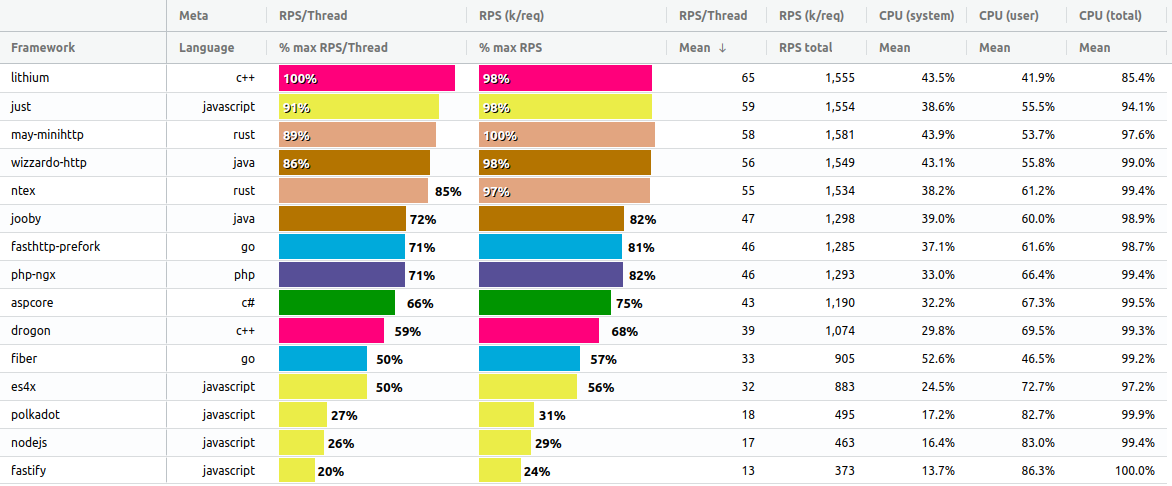 Meta RPS/Thread RPS (k/req) RPS/Thread RPS (k/req) CPU (system) CPU (user) CPU (total)
Framework Language % max RPS/Thread % max RPS Mean ↓ RPS total Mean Mean Mean
lithium c++ 100% 98% 65 1,555 43.5% 41.9% 85.4%
just javascript 91% 98% 59 1,554 38.6% 55.5% 94.1%
may-minihttp rust 89% 100% 58 1,581 43.9% 53.7% 97.6%
wizzardo-http java 86% 98% 56 1,549 43.1% 55.8% 99.0%
ntex rust 85% 97% 55 1,534 38.2% 61.2% 99.4%
jooby java 72% 82% 47 1,298 39.0% 60.0% 98.9%
fasthttp-prefork go 71% 81% 46 1,285 37.1% 61.6% 98.7%
php-ngx php 71% 82% 46 1,293 33.0% 66.4% 99.4%
aspcore c# 66% 75% 43 1,190 32.2% 67.3% 99.5%
drogon c++ 59% 68% 39 1,074 29.8% 69.5% 99.3%
fiber go 50% 57% 33 905 52.6% 46.5% 99.2%
es4x javascript 50% 56% 32 883 24.5% 72.7% 97.2%
polkadot javascript 27% 31% 18 495 17.2% 82.7% 99.9%
nodejs javascript 26% 29% 17 463 16.4% 83.0% 99.4%
fastify javascript 20% 24% 13 373 13.7% 86.3% 100.0%